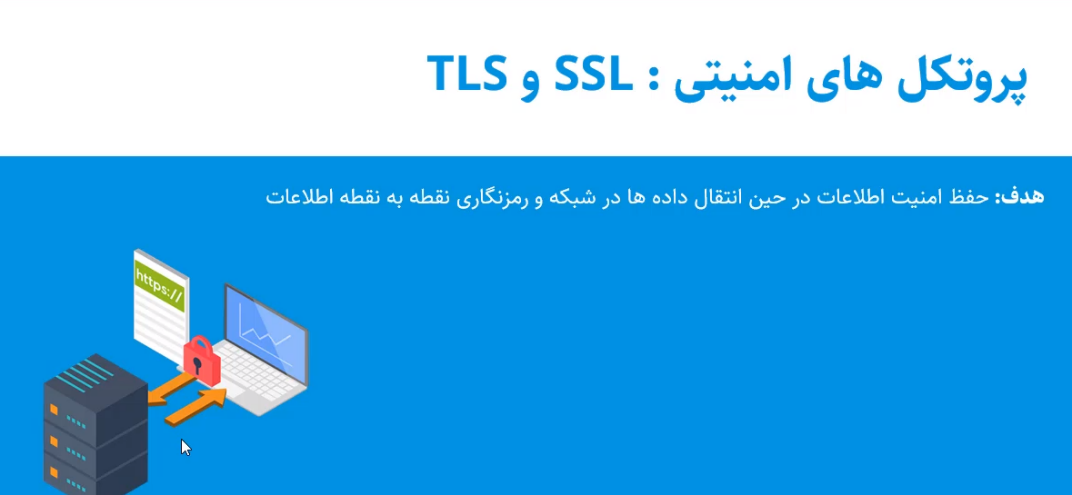 پروتکل های امنیتی : SSL و TLS
هدف: حفظ امنیت اطلاعات در حین انتقال داده ها در شبکه و رمزنگاری نقطه به نقطه اطلاعات
https://